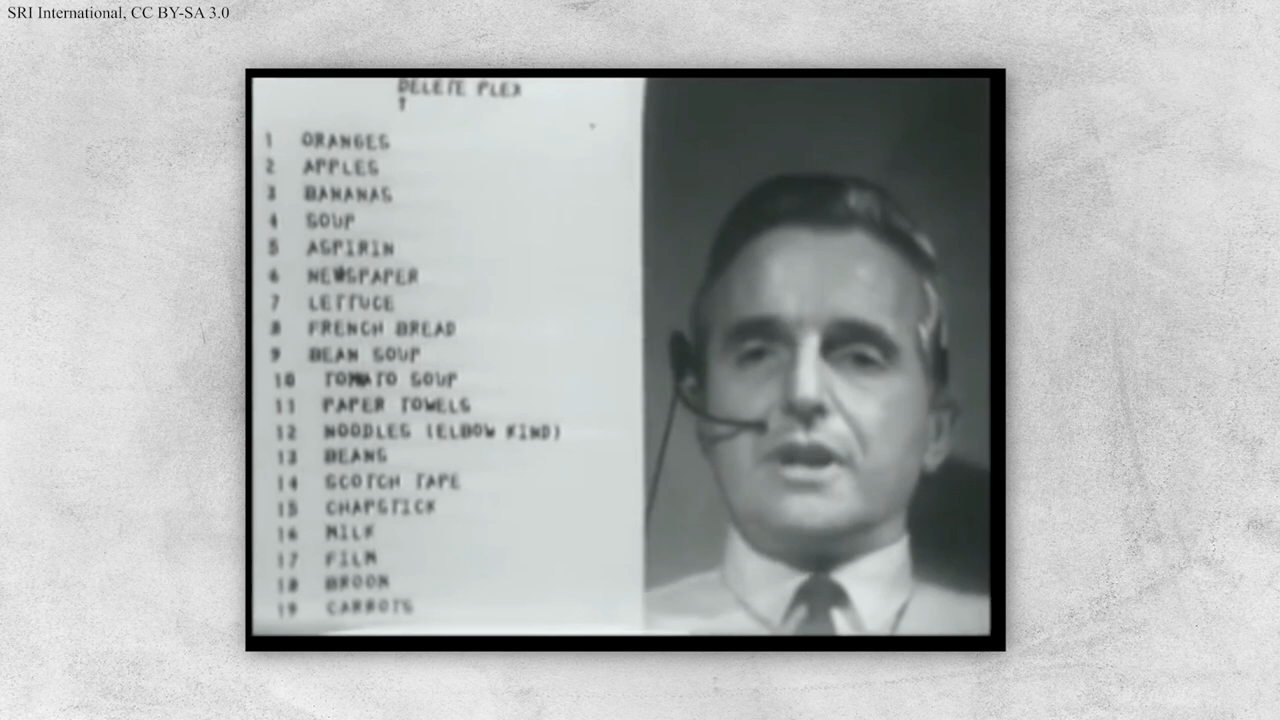 SRI International, CC BY-SA 3.0
DELETE PLEX
1 ORANGES
2 APPLES
3 BANANAS
4 SOUP
5 ASPIRIN
6 NEWSPAPER
7 LETTUCE
8 FRENCH BREAD
9 BEAN SOUP
10 TOMATO SOUP
11 PAPER TOWELS
12 NOODLES (ELBOW KIND)
13 BEANS
14 SCOTCH TAPE
15 CHAPSTICK
16 MILK
17 FILM
18 BROOM
19 CARROTS